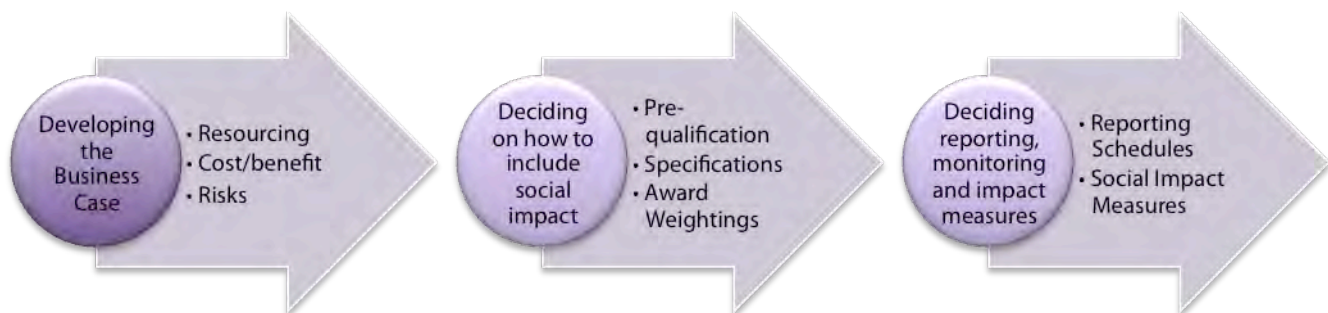 Developing
the
Business
Case
• Resourcing
• Cost/benefit
• Risks
Deciding
on how to
include
social
impact
• Pre-
qualification
• Specifications
• Award
Weightings
Deciding
reporting,
monitoring
and impact
measures
• Reporting
Schedules
• Social Impact
Measures